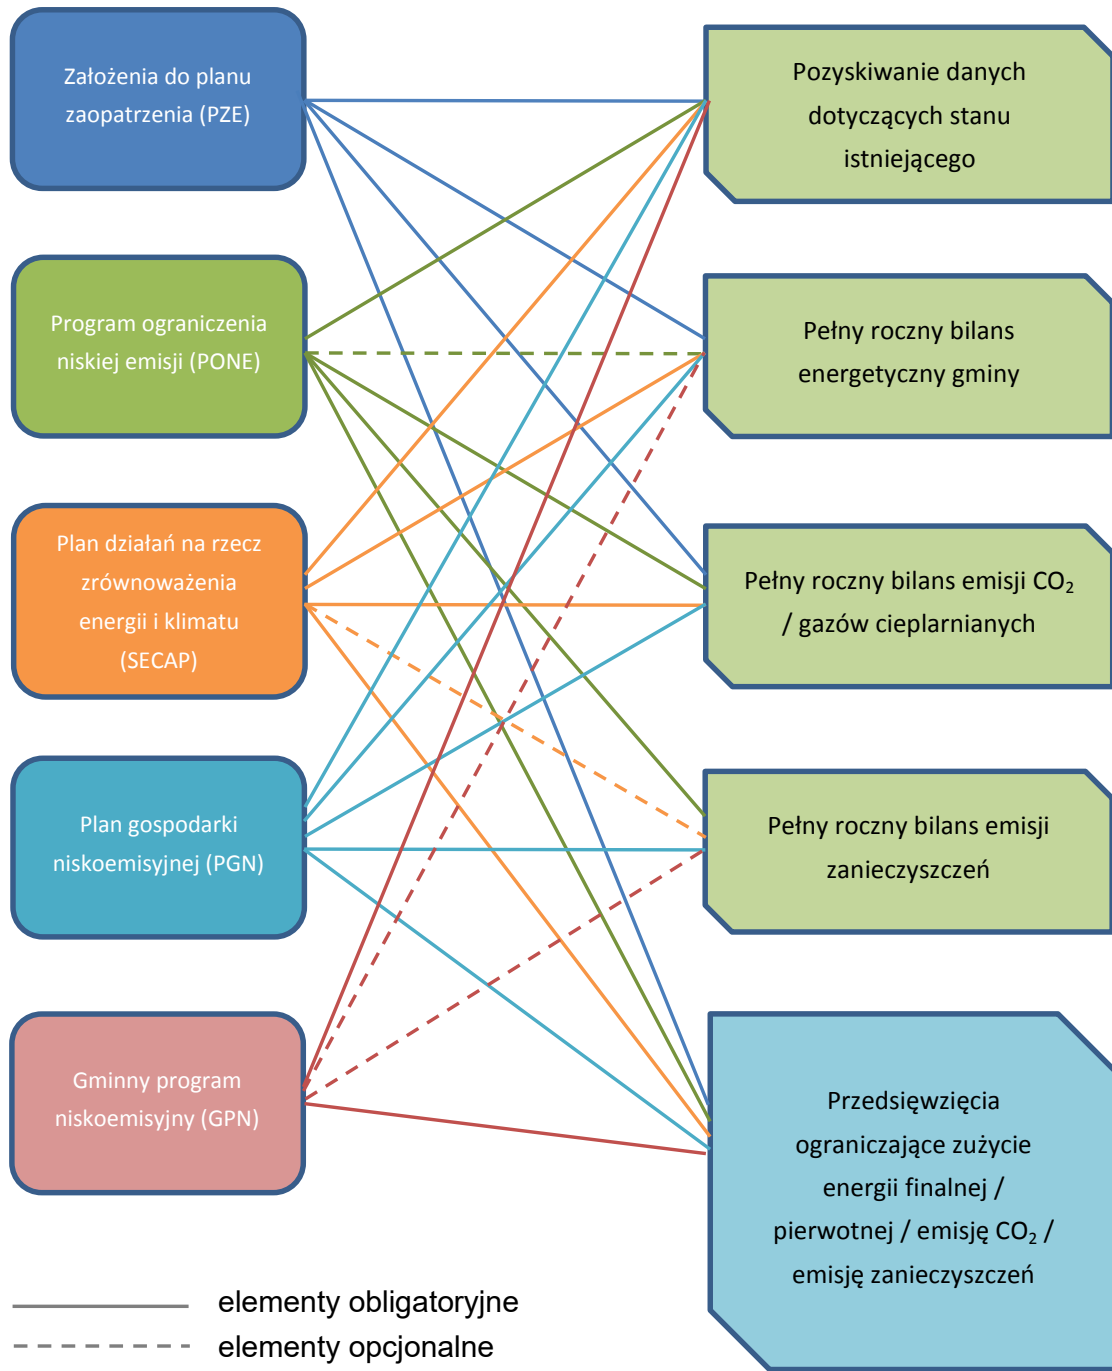 Założenia do planu
zaopatrzenia (PZE)
Pozyskiwanie danych
dotyczących stanu
istniejącego
Program ograniczenia
niskiej emisji (PONE)
Pełny roczny bilans
energetyczny gminy
Plan działań na rzecz
zrównoważenia
energii i klimatu
(SECAP)
Pełny roczny bilans emisji CO₂
/ gazów cieplarnianych
Plan gospodarki
niskoemisyjnej (PGN)
Pełny roczny bilans emisji
zanieczyszczeń
Gminny program
niskoemisyjny (GPN)
Przedsięwzięcia
ograniczające zużycie
energii finalnej /
pierwotnej / emisję CO₂ /
emisję zanieczyszczeń
elementy obligatoryjne
elementy opcjonalne